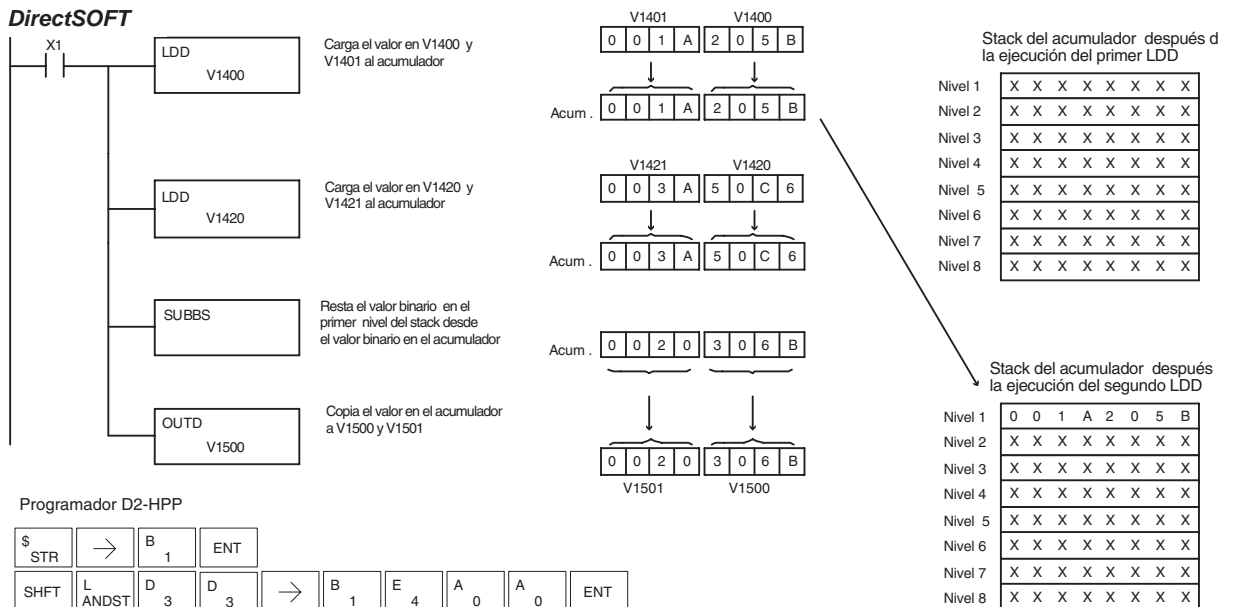 DirectSOFT
X1
LDD
V1400
Carga el valor en V1400 y
V1401 al acumulador
V1401 V1400
0 0 1 A 2 0 5 B
Acum . 0 0 1 A 2 0 5 B
LDD
V1420
Carga el valor en V1420 y
V1421 al acumulador
V1421 V1420
0 0 3 A 5 0 C 6
Acum . 0 0 3 A 5 0 C 6
SUBBS
Resta el valor binario en el
primer nivel del stack desde
el valor binario en el acumulador
Acum . 0 0 2 0 3 0 6 B
OUTD
V1500
Copia el valor en el acumulador
a V1500 y V1501
0 0 2 0 3 0 6 B
V1501 V1500
Stack del acumulador después d
la ejecución del primer LDD
Nivel 1 X X X X X X X X
Nivel 2 X X X X X X X X
Nivel 3 X X X X X X X X
Nivel 4 X X X X X X X X
Nivel 5 X X X X X X X X
Nivel 6 X X X X X X X X
Nivel 7 X X X X X X X X
Nivel 8 X X X X X X X X
Stack del acumulador después
la ejecución del segundo LDD
Nivel 1 0 0 1 A 2 0 5 B
Nivel 2 X X X X X X X X
Nivel 3 X X X X X X X X
Nivel 4 X X X X X X X X
Nivel 5 X X X X X X X X
Nivel 6 X X X X X X X X
Nivel 7 X X X X X X X X
Nivel 8 X X X X X X X X
Programador D2-HPP
$ STR → B 1 ENT
SHFT L ANDST D 3 D 3 → B 1 E 4 A 0 A 0 ENT